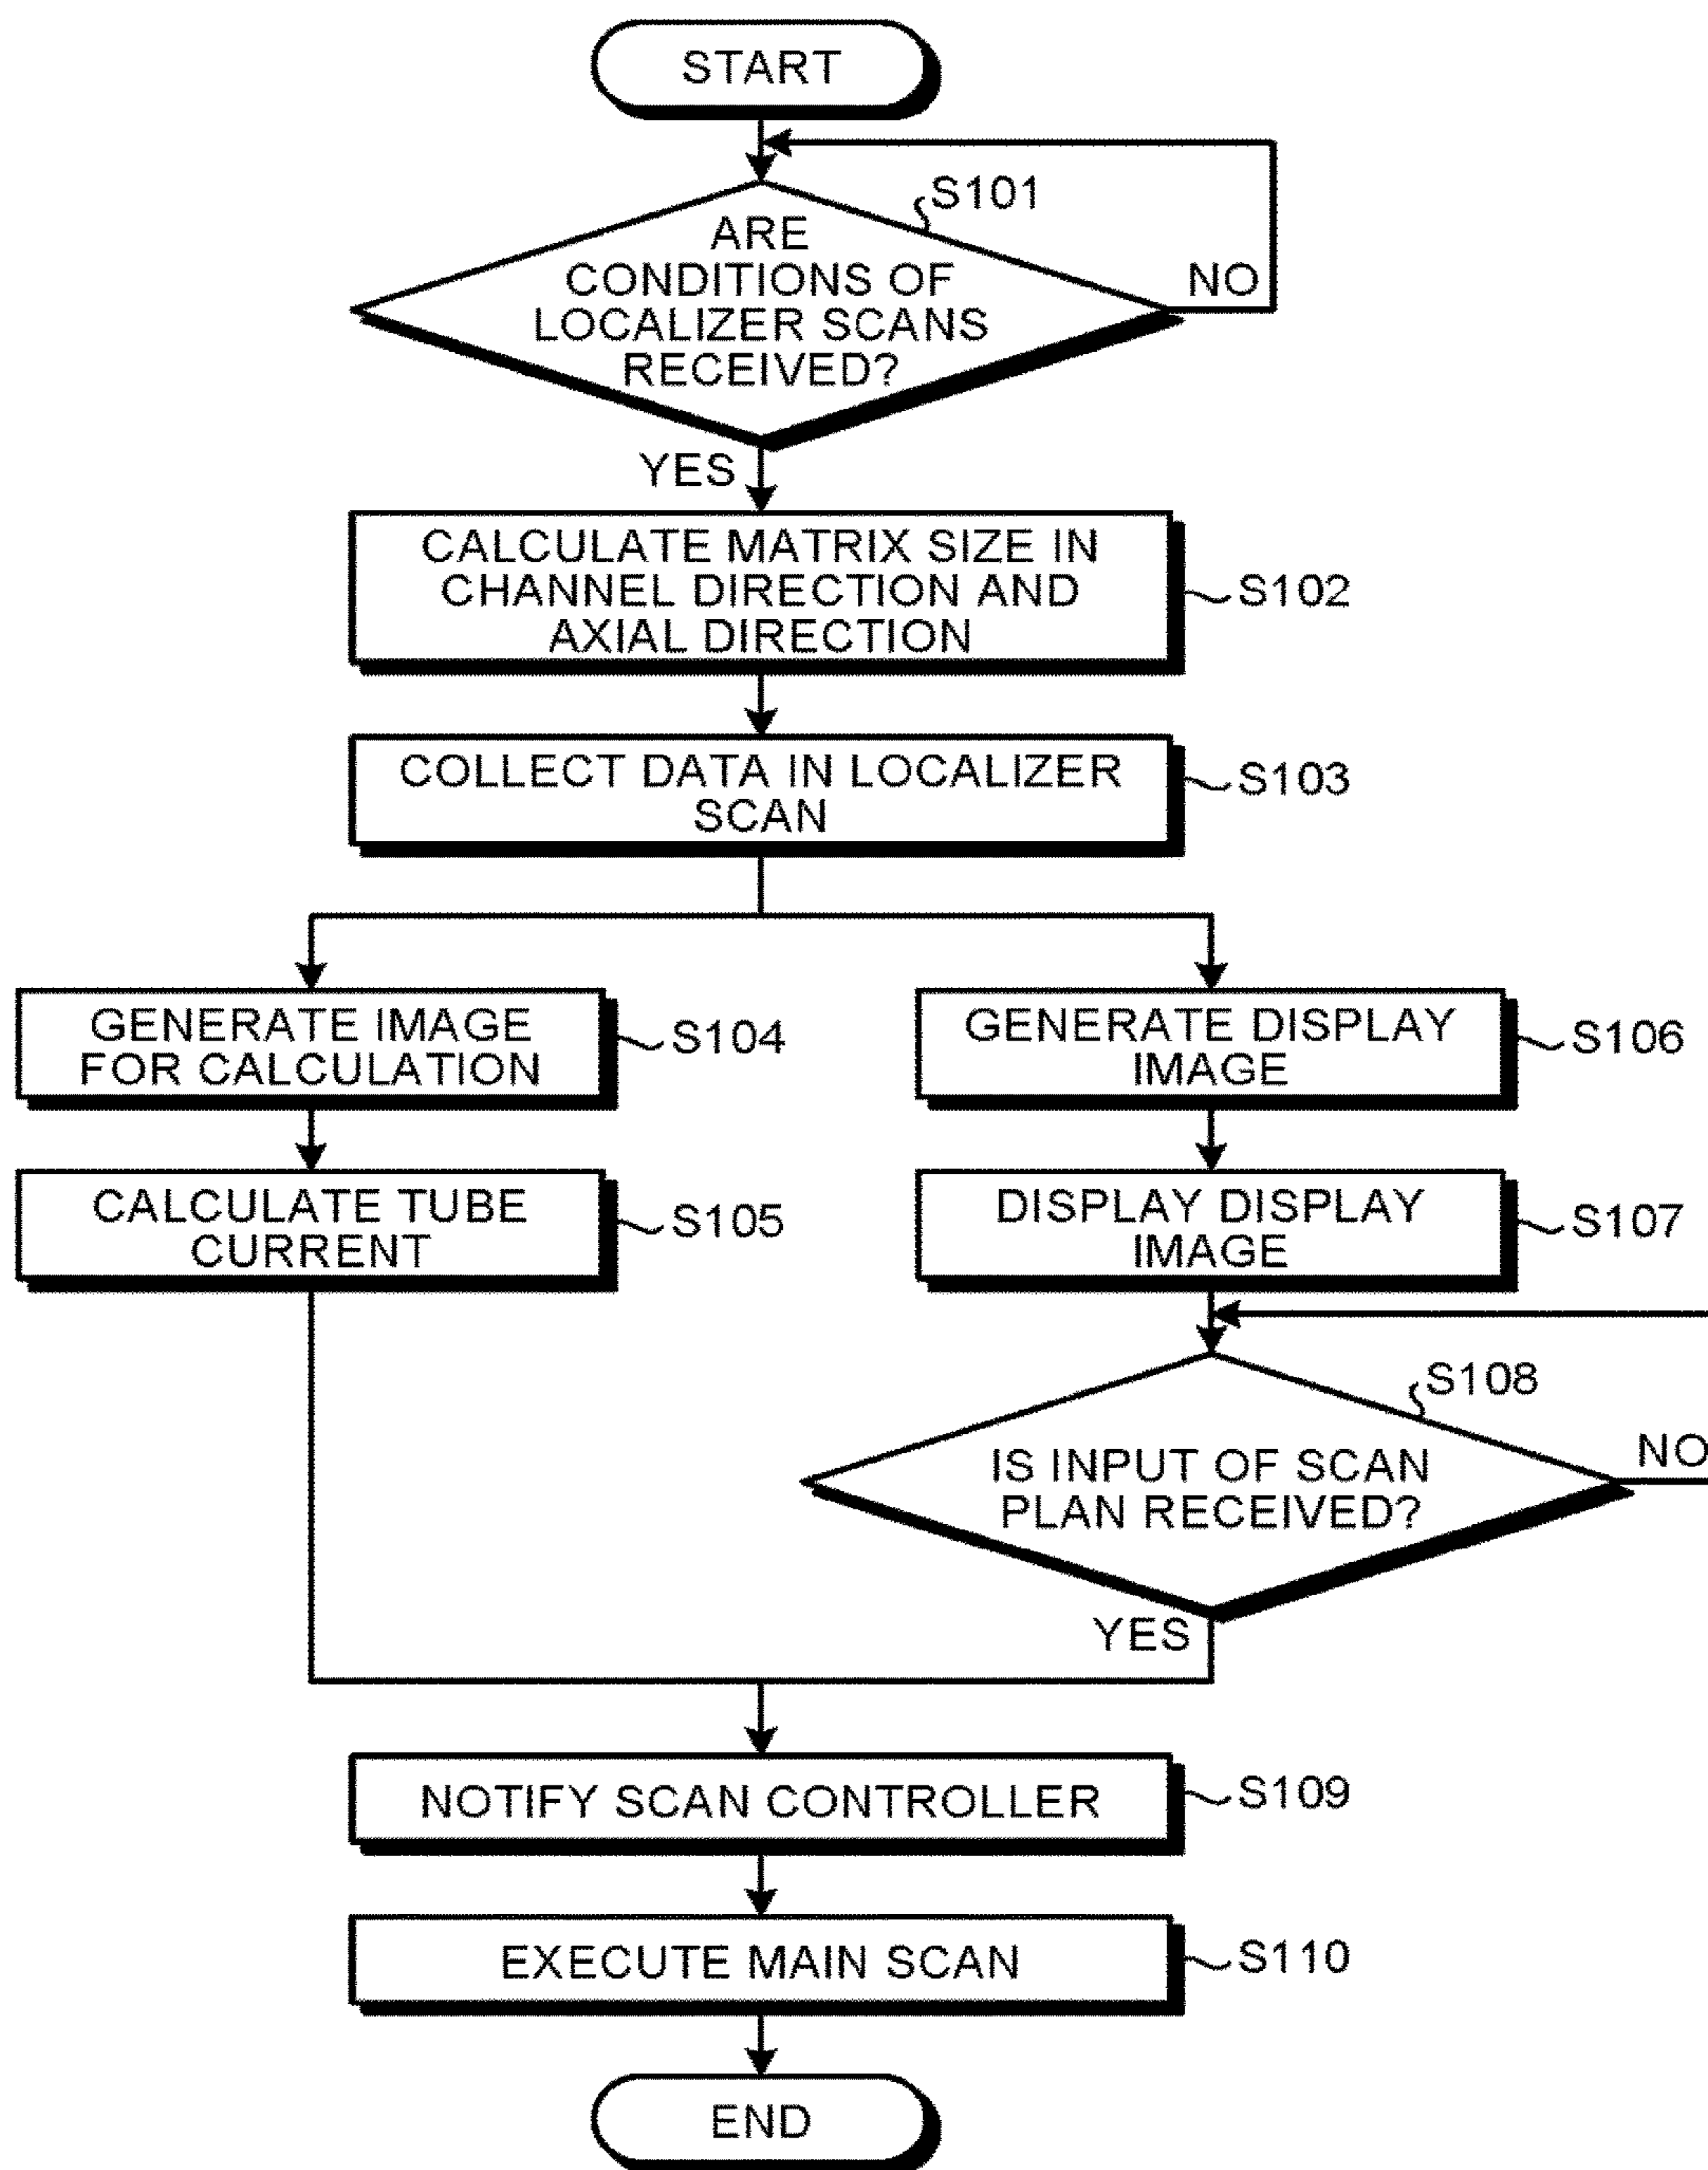 START
S101
ARE
CONDITIONS OF
LOCALIZER SCANS
RECEIVED?
NO
YES
CALCULATE MATRIX SIZE IN
CHANNEL DIRECTION AND
AXIAL DIRECTION
S102
COLLECT DATA IN LOCALIZER
SCAN
S103
GENERATE IMAGE
FOR CALCULATION
S104
CALCULATE TUBE
CURRENT
S105
GENERATE DISPLAY
IMAGE
S106
DISPLAY DISPLAY
IMAGE
S107
S108
IS INPUT OF SCAN
PLAN RECEIVED?
NO
YES
NOTIFY SCAN CONTROLLER
S109
EXECUTE MAIN SCAN
S110
END